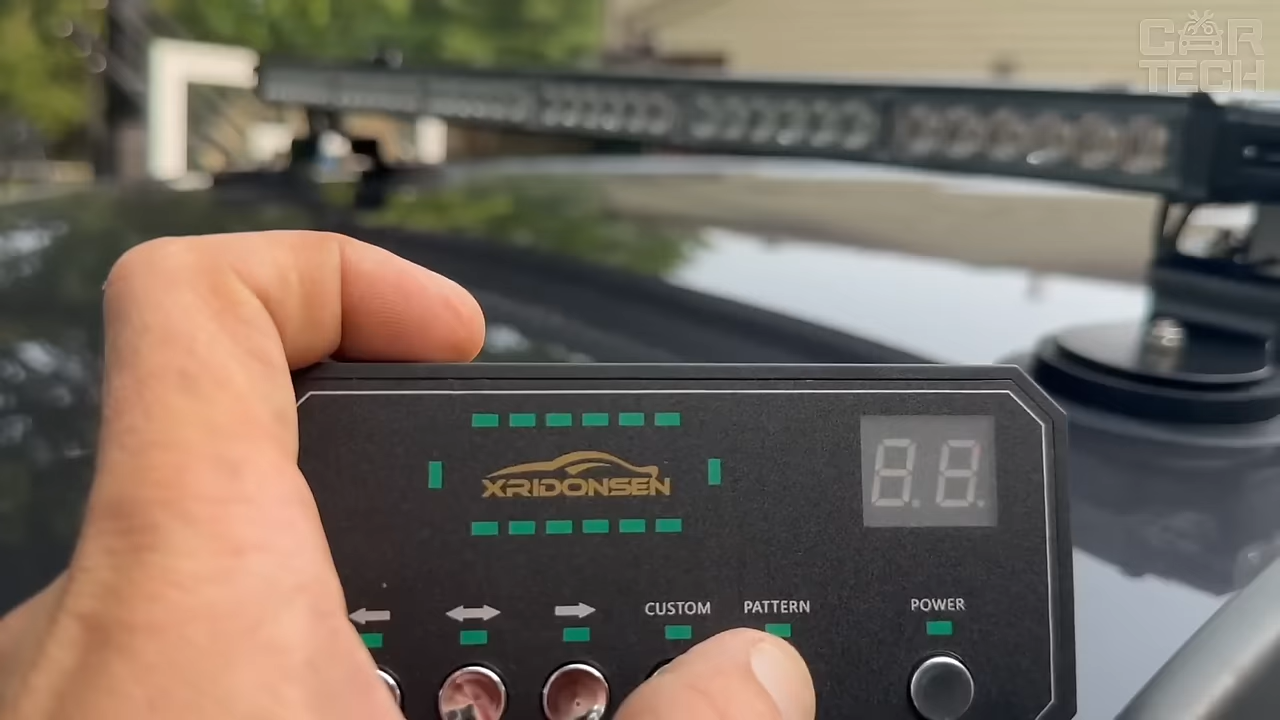 CAR
TECH
XRIDONSEN
8.8.
CUSTOM PATTERN POWER